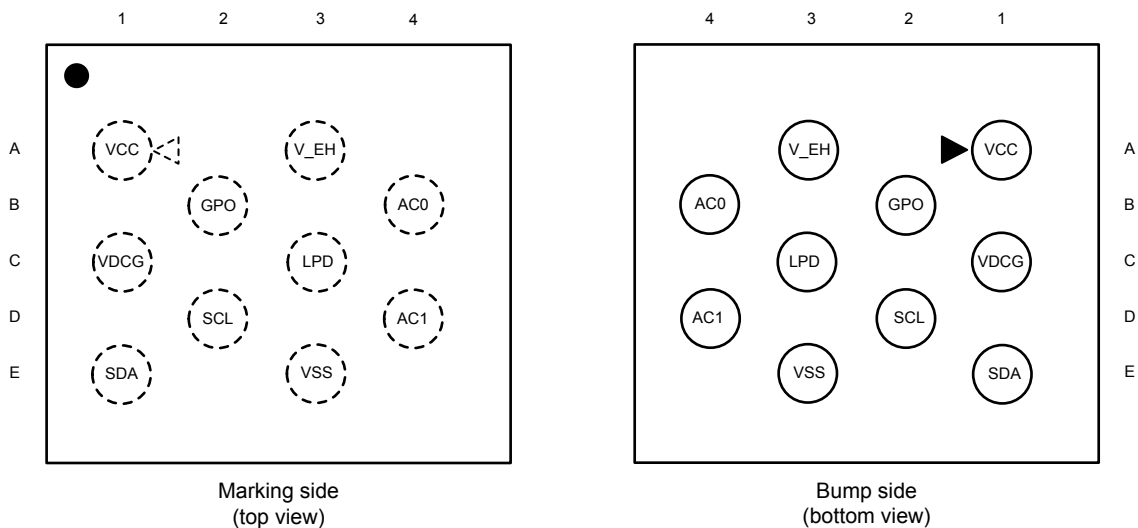 1 2 3 4
A VCC V_EH
B GPO AC0
C VDCG LPD
D SCL AC1
E SDA VSS
Marking side
(top view)
4 3 2 1
V_EH VCC A
AC0 GPO B
LPD VDCG C
AC1 SCL D
VSS SDA E
Bump side
(bottom view)